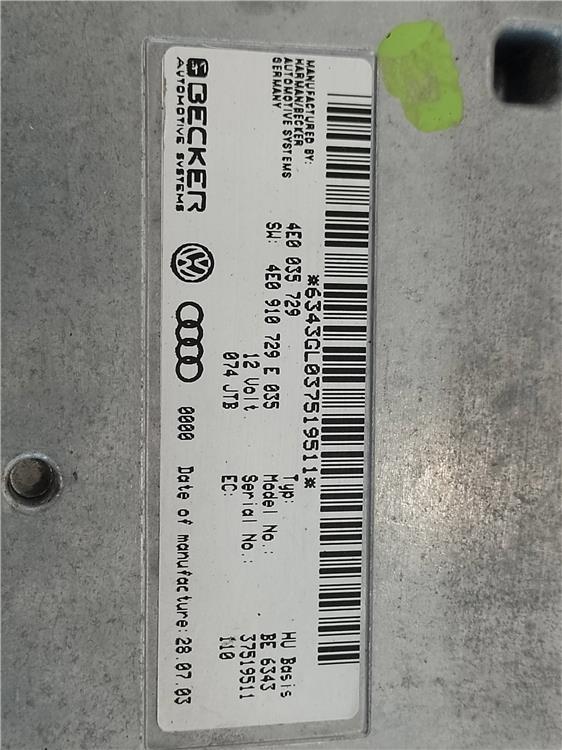 *6343GL037519511*
MANUFACTURED BY:
HARMAN/BECKER
AUTOMOTIVE SYSTEMS
GERMANY
4E0 035 729
SW: 4E0 910 729 E 035
12 Volt
074 JTB
Typ: HU Basis
Model No.: BE 6343
Serial No.: 37519511
EC: 110
BECKER
AUTOMOTIVE SYSTEMS
0000 Date of manufacture: 28.07.03